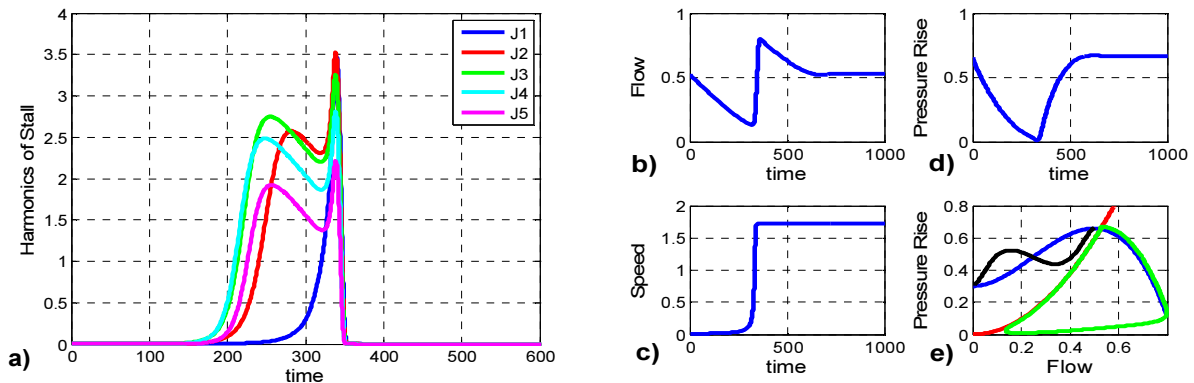 4
3.5
3
2.5
2
1.5
1
0.5
0
Harmonics of Stall
0 100 200 300 400 500 600
time
J1
J2
J3
J4
J5
a)
1
0.5
0
Flow
0 500 1000
time
b)
1
0.5
0
Pressure Rise
0 500 1000
time
d)
2
1.5
1
0.5
0
Speed
0 500 1000
time
c)
0.8
0.6
0.4
0.2
0
Pressure Rise
0 0.2 0.4 0.6
Flow
e)